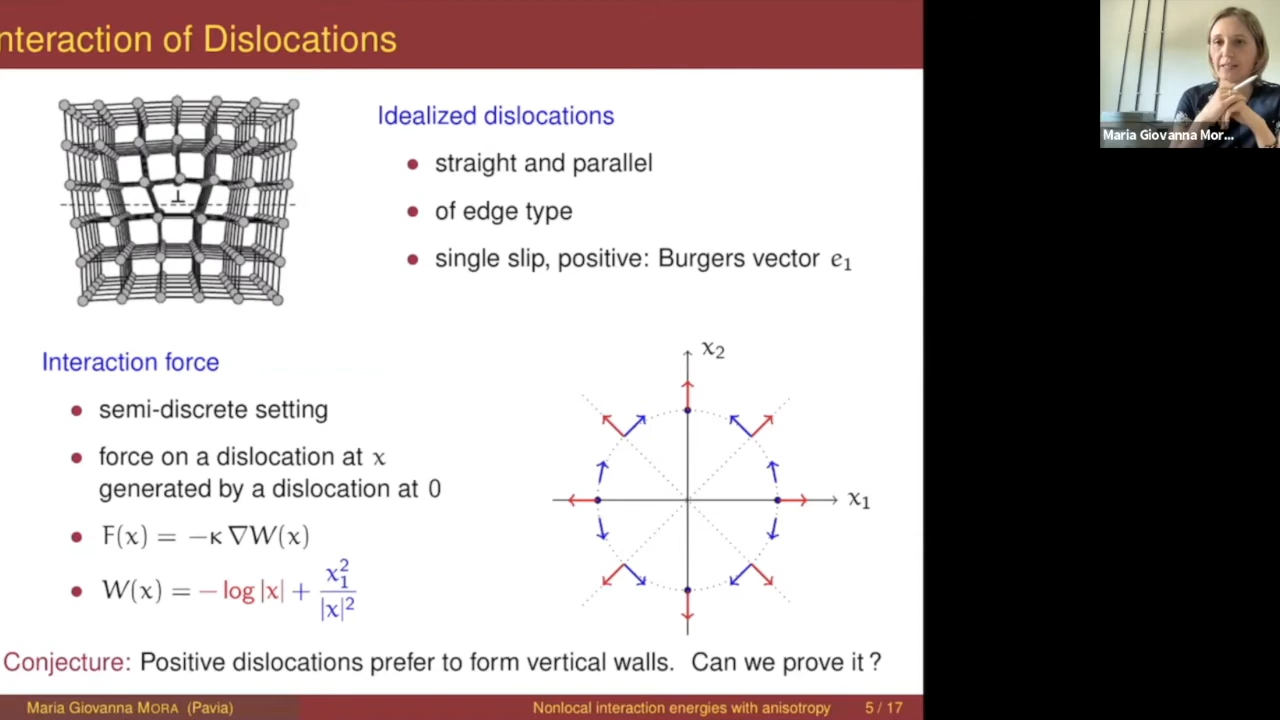 nteraction of Dislocations
Maria Giovanna Mor...
Idealized dislocations
• straight and parallel
• of edge type
• single slip, positive: Burgers vector e₁
⊥
Interaction force
• semi-discrete setting
• force on a dislocation at x
generated by a dislocation at 0
• F(x) = −κ ∇W(x)
• W(x) = − log |x| + x₁²/|x|²
x₂
x₁
Conjecture: Positive dislocations prefer to form vertical walls. Can we prove it ?
Maria Giovanna MORA (Pavia)
Nonlocal interaction energies with anisotropy
5 / 17